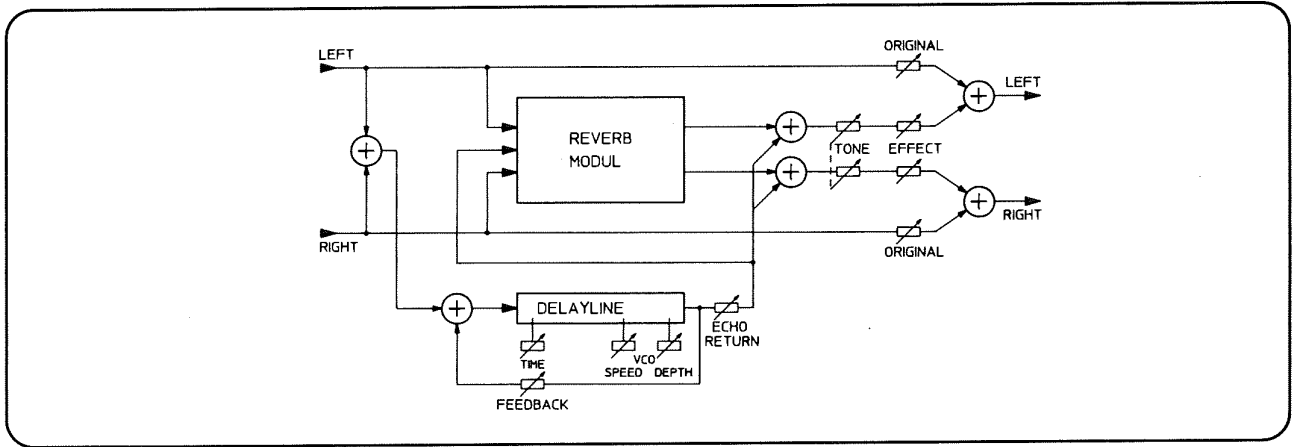 LEFT
ORIGINAL
LEFT
REVERB
MODUL
TONE
EFFECT
RIGHT
RIGHT
ORIGINAL
DELAYLINE
ECHO
RETURN
TIME
VCO
SPEED DEPTH
FEEDBACK